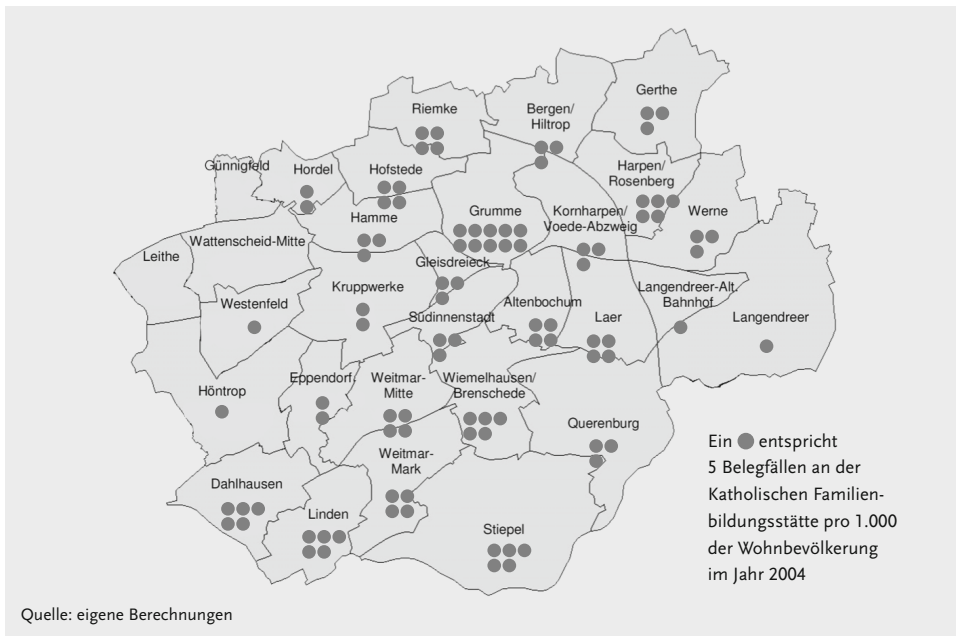 Gerthe
Riemke
Bergen/
Hiltrop
Günnigfeld
Hordel
Hofstede
Harpen/
Rosenberg
Hamme
Grumme
Kornharpen/
Voede-Abzweig
Werne
Wattenscheid-Mitte
Leithe
Gleisdreieck
Kruppwerke
Langendreer-Alt.
Bahnhof
Westenfeld
Altenbochum
Südinnenstadt
Laer
Langendreer
Höntrop
Eppendorf
Weitmar-
Mitte
Wiemelhausen/
Brenschede
Querenburg
Weitmar-
Mark
Dahlhausen
Linden
Stiepel
Ein entspricht
5 Belegfällen an der
Katholischen Familien-
bildungsstätte pro 1.000
der Wohnbevölkerung
im Jahr 2004
Quelle: eigene Berechnungen